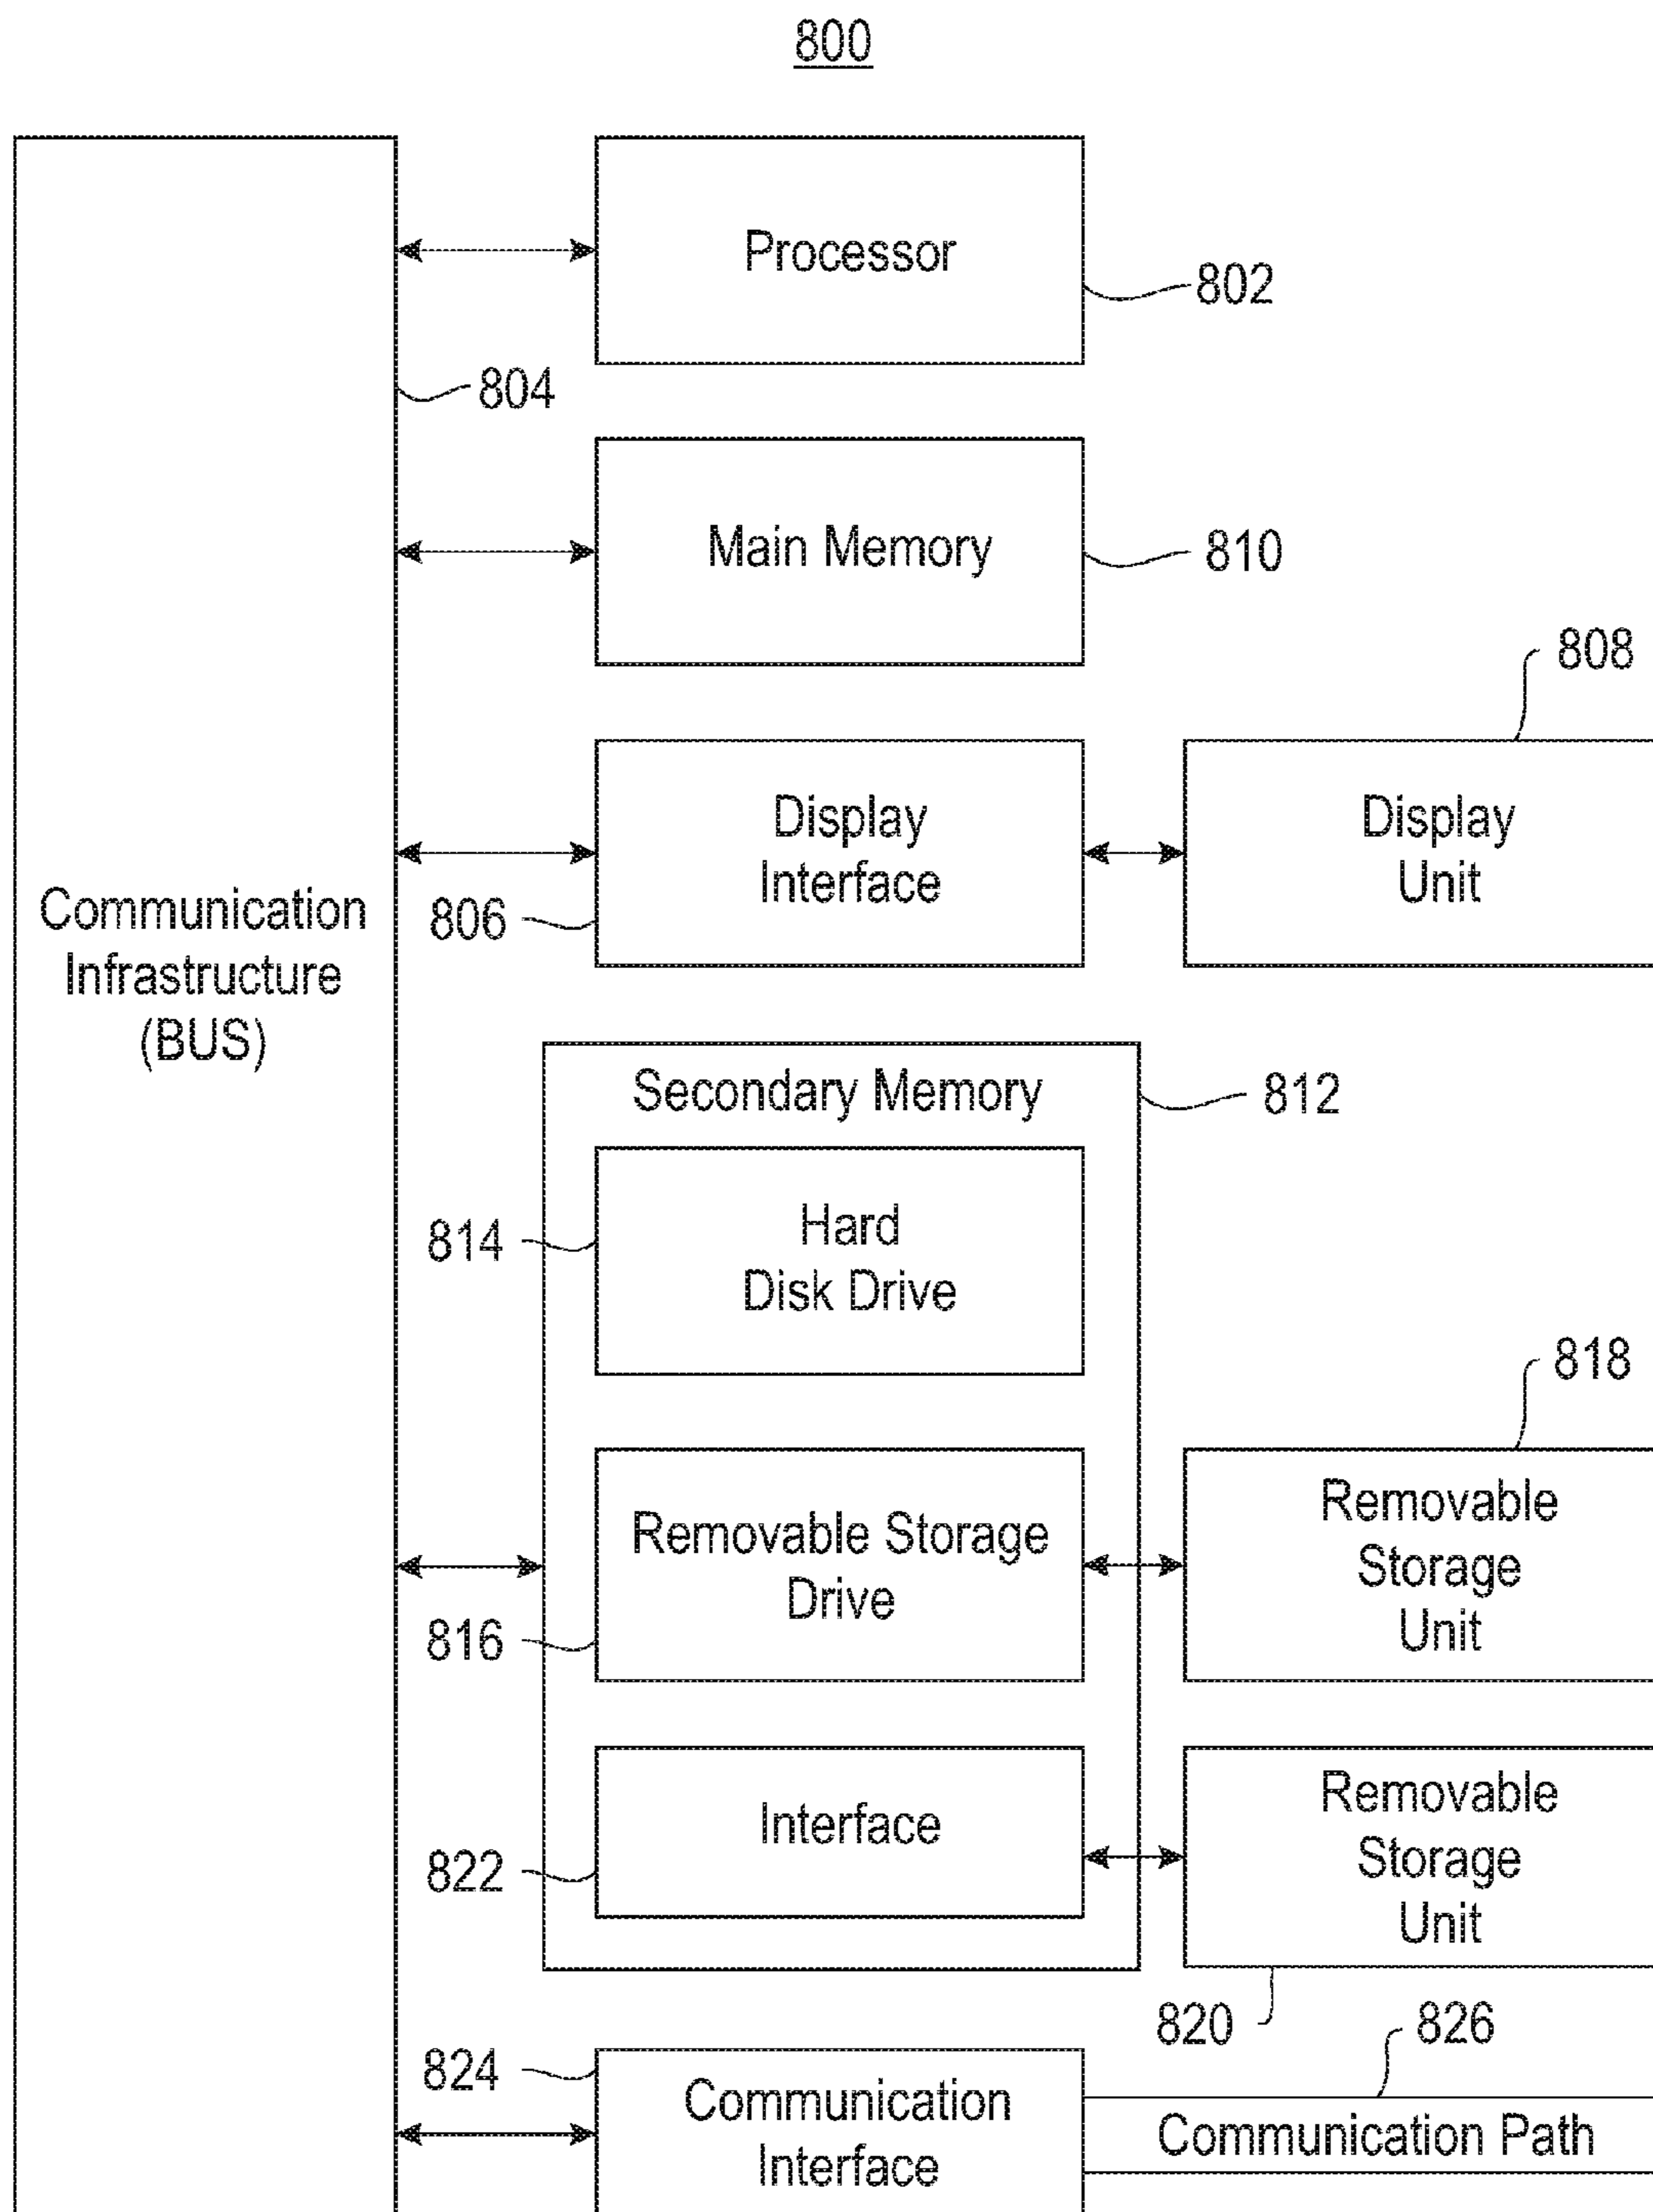 800
Processor
802
804
Main Memory
810
808
Display
Interface
806
Display
Unit
Communication
Infrastructure
(BUS)
Secondary Memory
812
Hard
Disk Drive
814
818
Removable Storage
Drive
816
Removable
Storage
Unit
Interface
822
Removable
Storage
Unit
820
826
824
Communication
Interface
Communication Path